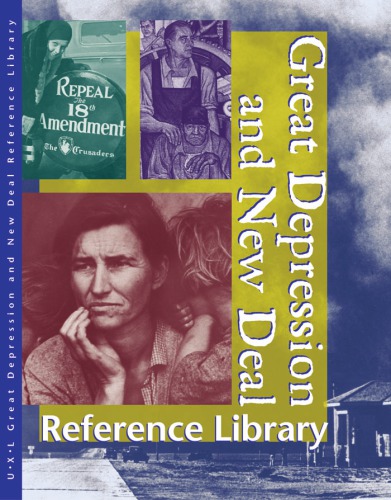 U•X•L Great Depression and New Deal Reference Library
REPEAL
The
18th
Amendment
The Crusaders
Great Depression
and New Deal
Reference Library